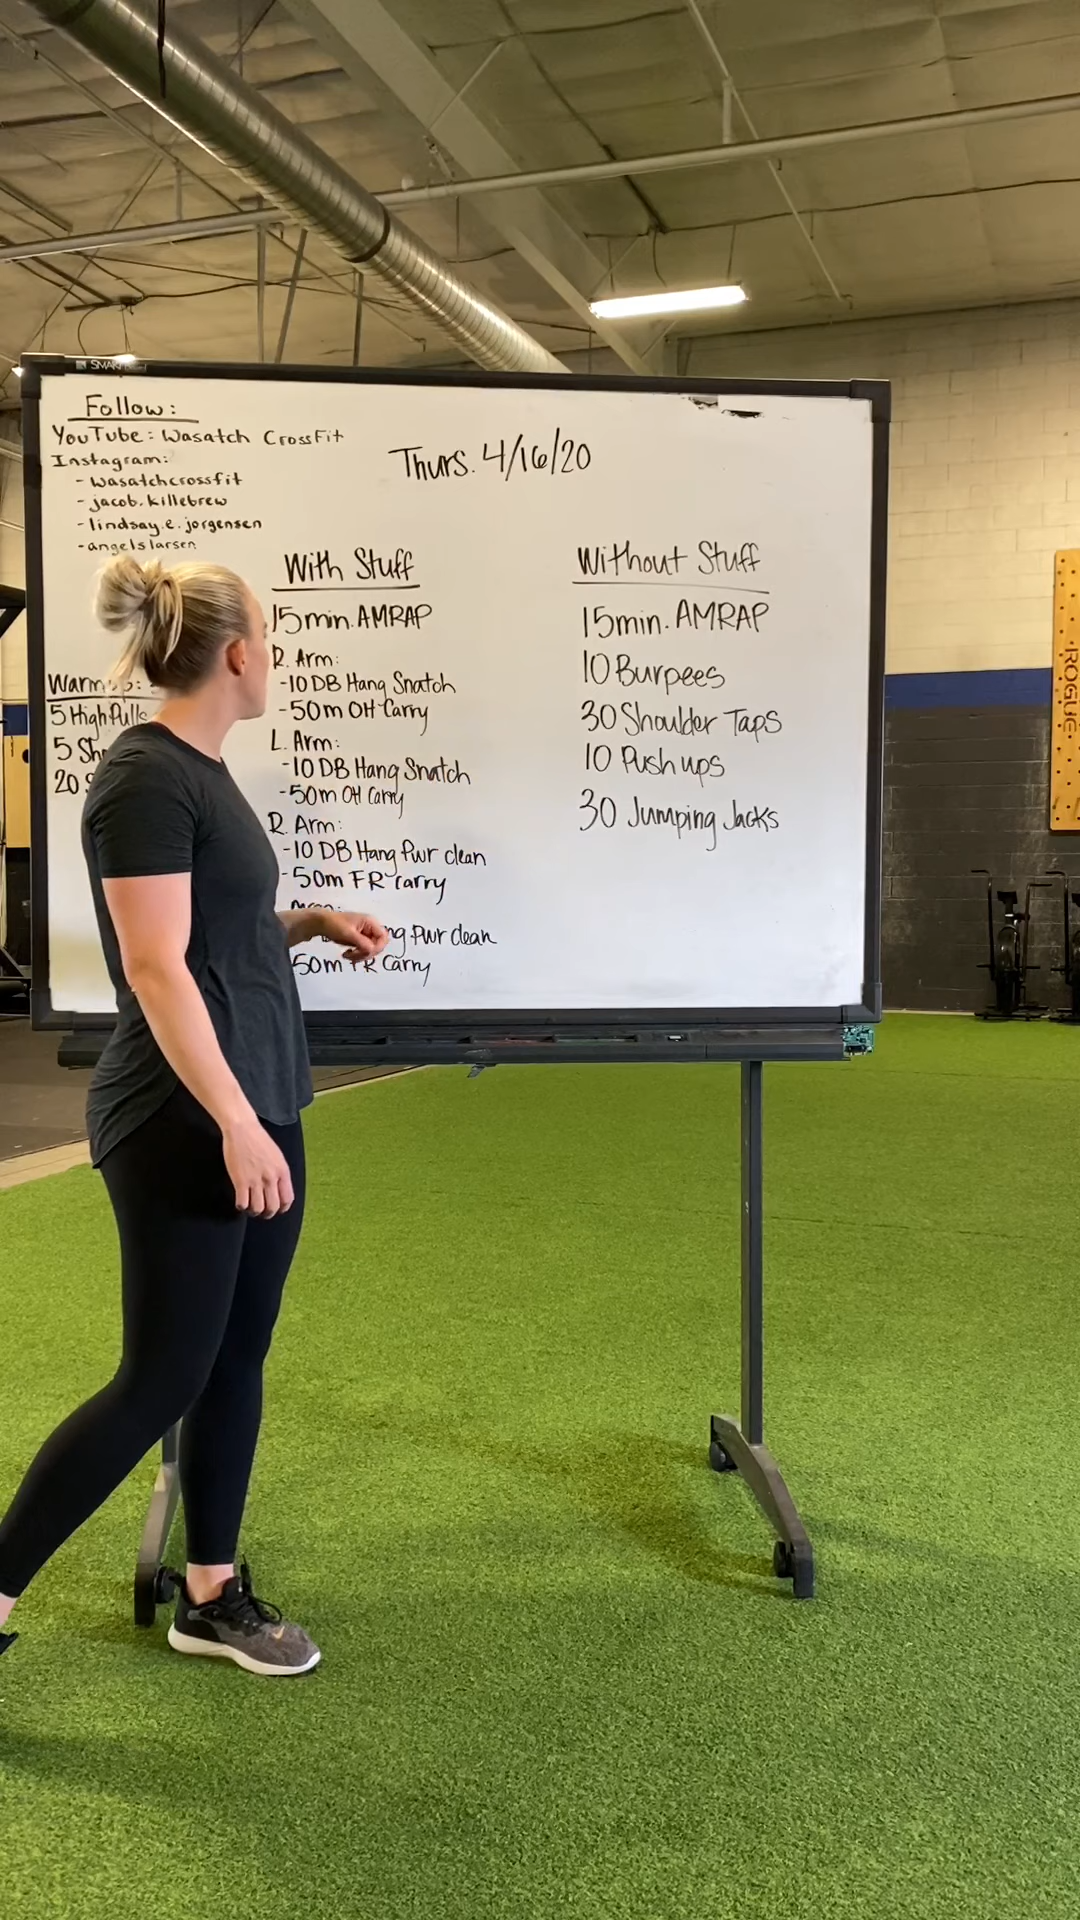 SMART
Follow:
YouTube: Wasatch CrossFit
Instagram:
- wasatchcrossfit
- jacob.killebrew
- lindsay.e.jorgensen
- angelslarsen
Thurs. 4/16/20
With Stuff
15min. AMRAP
R. Arm:
-10 DB Hang Snatch
-50m OH Carry
L. Arm:
-10 DB Hang Snatch
-50m OH Carry
R. Arm:
-10 DB Hang Pwr clean
-50m FR carry
Pwr clean
50m FR Carry
Without Stuff
15min. AMRAP
10 Burpees
30 Shoulder Taps
10 Push ups
30 Jumping Jacks
5 High Pulls
5
20
ROGUE